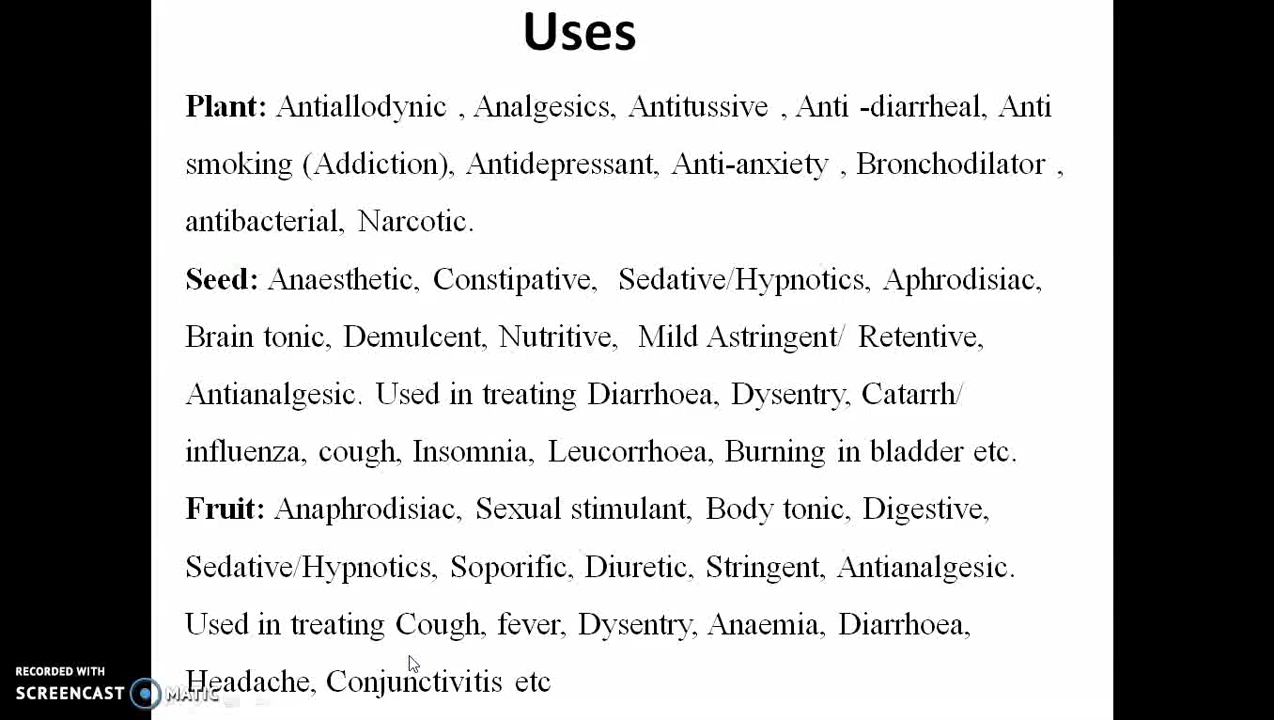 Uses
Plant: Antiallodynic , Analgesics, Antitussive , Anti -diarrheal, Anti
smoking (Addiction), Antidepressant, Anti-anxiety , Bronchodilator ,
antibacterial, Narcotic.
Seed: Anaesthetic, Constipative, Sedative/Hypnotics, Aphrodisiac,
Brain tonic, Demulcent, Nutritive, Mild Astringent/ Retentive,
Antianalgesic. Used in treating Diarrhoea, Dysentry, Catarrh/
influenza, cough, Insomnia, Leucorrhoea, Burning in bladder etc.
Fruit: Anaphrodisiac, Sexual stimulant, Body tonic, Digestive,
Sedative/Hypnotics, Soporific, Diuretic, Stringent, Antianalgesic.
Used in treating Cough, fever, Dysentry, Anaemia, Diarrhoea,
Headache, Conjunctivitis etc
RECORDED WITH
SCREENCAST MATIC